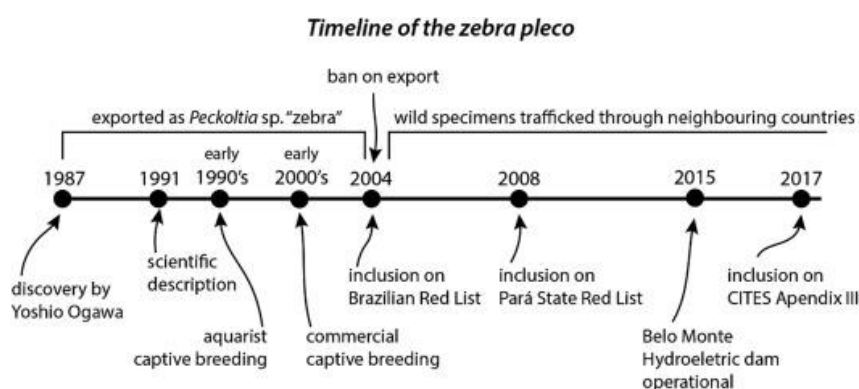 Timeline of the zebra pleco
ban on export
exported as Peckoltia sp. "zebra"
wild specimens trafficked through neighbouring countries
1987
1991
early
1990's
early
2000's
2004
2008
2015
2017
discovery by
Yoshio Ogawa
scientific
description
aquarist
captive breeding
commercial
captive breeding
inclusion on
Brazilian Red List
inclusion on
Pará State Red List
Belo Monte
Hydroeletric dam
operational
inclusion on
CITES Apendix III